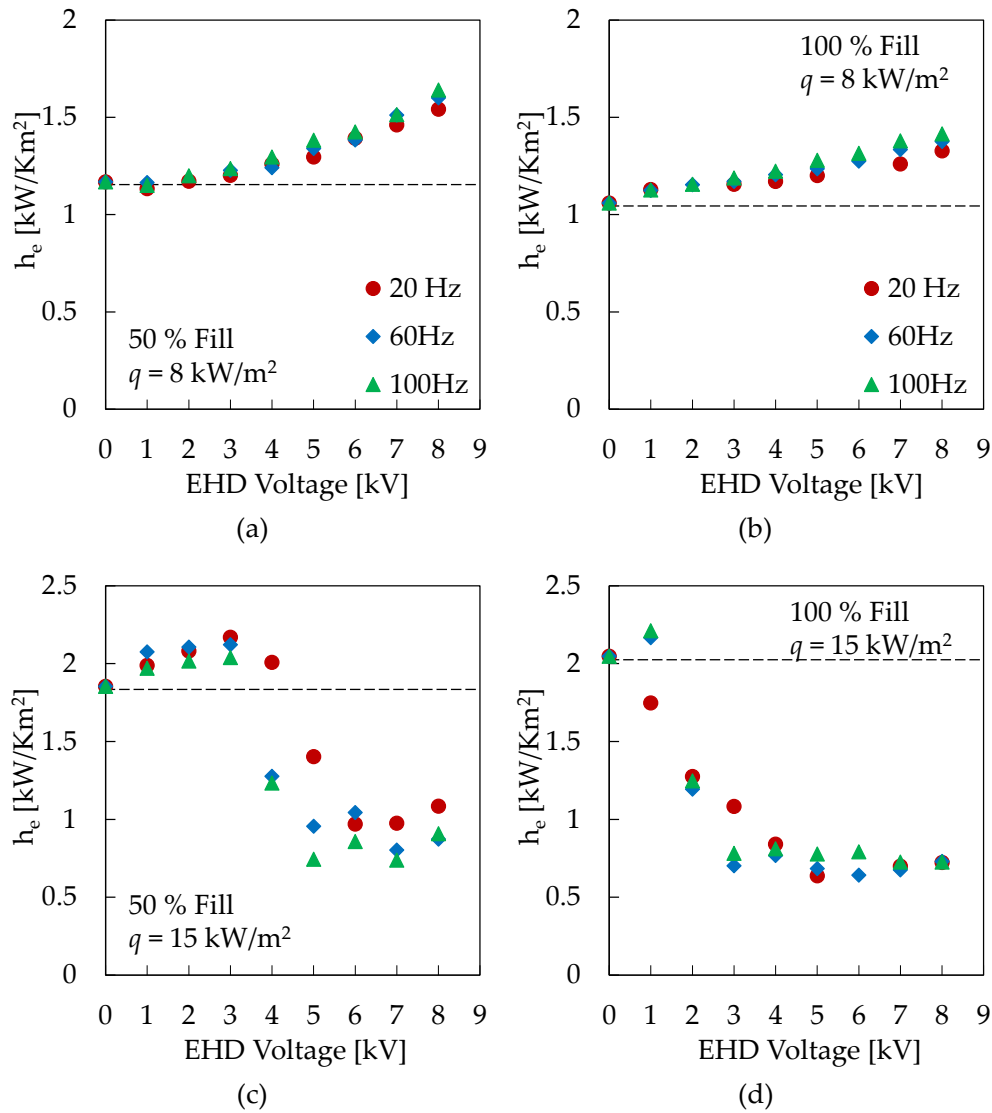 2
1.5
1
0.5
0
h_e [kW/Km²]
50 % Fill
q = 8 kW/m²
20 Hz
60Hz
100Hz
0 1 2 3 4 5 6 7 8 9
EHD Voltage [kV]
(a)
2
1.5
1
0.5
0
h_e [kW/Km²]
100 % Fill
q = 8 kW/m²
20 Hz
60Hz
100Hz
0 1 2 3 4 5 6 7 8 9
EHD Voltage [kV]
(b)
2.5
2
1.5
1
0.5
0
h_e [kW/Km²]
50 % Fill
q = 15 kW/m²
0 1 2 3 4 5 6 7 8 9
EHD Voltage [kV]
(c)
2.5
2
1.5
1
0.5
0
h_e [kW/Km²]
100 % Fill
q = 15 kW/m²
0 1 2 3 4 5 6 7 8 9
EHD Voltage [kV]
(d)